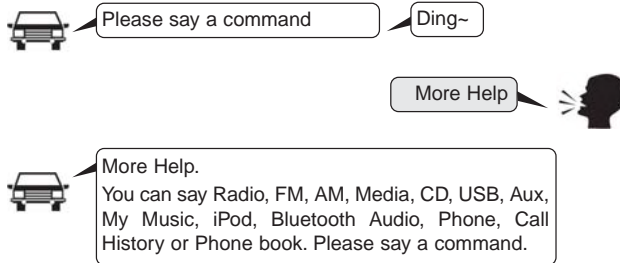 Please say a command
Ding~
More Help
More Help.
You can say Radio, FM, AM, Media, CD, USB, Aux,
My Music, iPod, Bluetooth Audio, Phone, Call
History or Phone book. Please say a command.